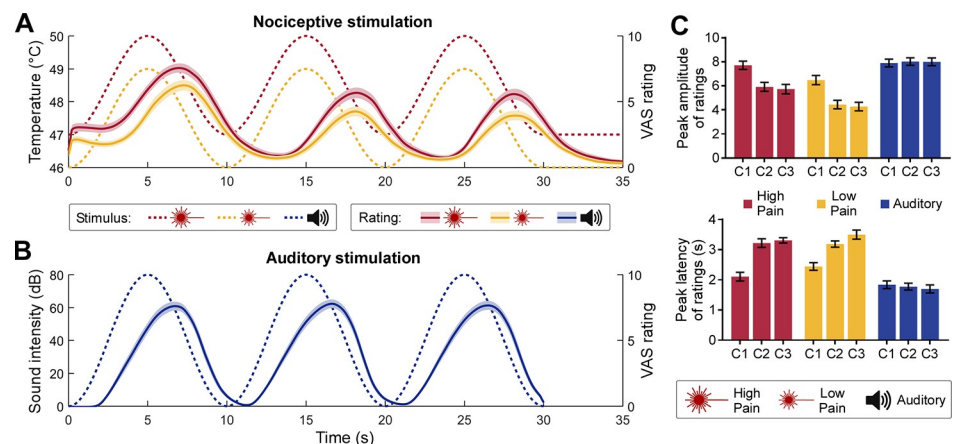 A
Nociceptive stimulation
Temperature (°C)
50
49
48
47
46
0 5 10 15 20 25 30 35
10
5
0
VAS rating
Stimulus:
Rating:
B
Auditory stimulation
Sound intensity (dB)
80
60
40
20
0
0 5 10 15 20 25 30 35
10
5
0
VAS rating
Time (s)
C
Peak amplitude
of ratings
10
8
6
4
2
0
C1 C2 C3 C1 C2 C3 C1 C2 C3
High
Pain
Low
Pain
Auditory
Peak latency
of ratings (s)
4
3
2
1
0
C1 C2 C3 C1 C2 C3 C1 C2 C3
High
Pain
Low
Pain
Auditory